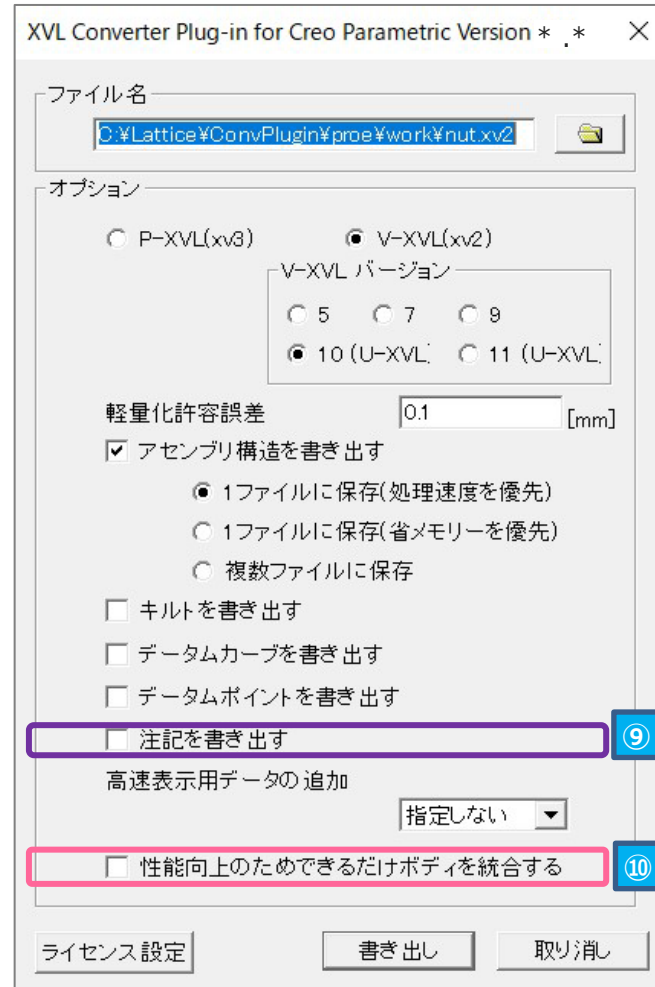 XVL Converter Plug-in for Creo Parametric Version * .*
ファイル名
C:¥Lattice¥ConvPlugin¥proe¥work¥nut.xv2
オプション
P-XVL(xv3) V-XVL(xv2)
V-XVL バージョン
5 7 9
10 (U-XVL) 11 (U-XVL)
軽量化許容誤差 0.1 [mm]
アセンブリ構造を書き出す
1ファイルに保存(処理速度を優先)
1ファイルに保存(省メモリーを優先)
複数ファイルに保存
キルトを書き出す
データムカーブを書き出す
データムポイントを書き出す
注記を書き出す ⑨
高速表示用データの追加
指定しない
性能向上のためできるだけボディを統合する ⑩
ライセンス設定 書き出し 取り消し